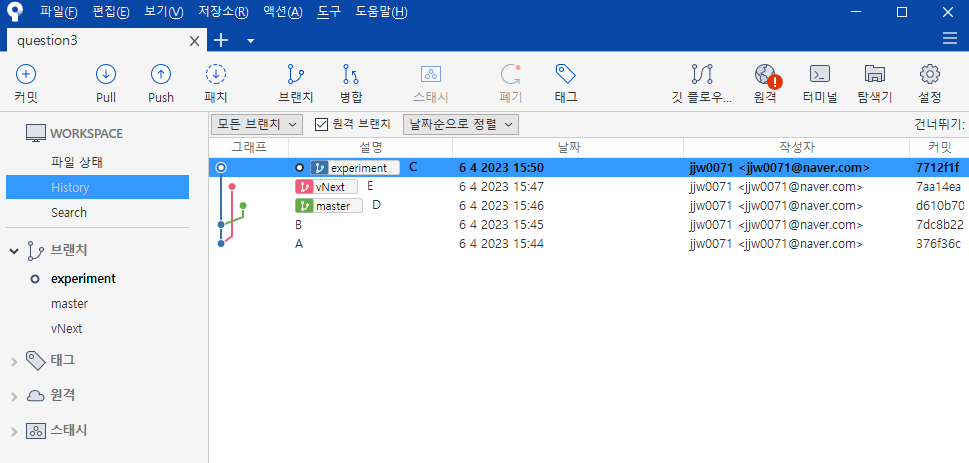 파일(F) 편집(E) 보기(V) 저장소(R) 액션(A) 도구 도움말(H)
question3
커밋 Pull Push 패치 브랜치 병합 스태시 폐기 태그 깃 플로우... 원격 터미널 탐색기 설정
WORKSPACE
파일 상태
History
Search
브랜치
experiment
master
vNext
태그
원격
스태시
모든 브랜치 원격 브랜치 날짜순으로 정렬 건너뛰기:
그래프 설명 날짜 작성자 커밋
experiment C 6 4 2023 15:50 jjw0071 <jjw0071@naver.com> 7712f1f
vNext E 6 4 2023 15:47 jjw0071 <jjw0071@naver.com> 7aa14ea
master D 6 4 2023 15:46 jjw0071 <jjw0071@naver.com> d610b70
B 6 4 2023 15:45 jjw0071 <jjw0071@naver.com> 7dc8b22
A 6 4 2023 15:44 jjw0071 <jjw0071@naver.com> 376f36c